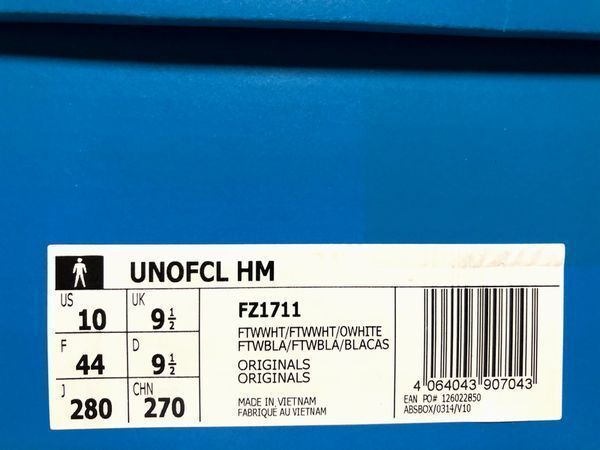 UNOFCL HM
US 10 UK 9 1/2
F 44 D 9 1/2
J 280 CHN 270
FZ1711
FTWWHT/FTWWHT/OWHITE
FTWBLA/FTWBLA/BLACAS
ORIGINALS
ORIGINALS
MADE IN VIETNAM
FABRIQUE AU VIETNAM
4 064043 907043
EAN PO# 126022850
ABSBOX/0314/V10